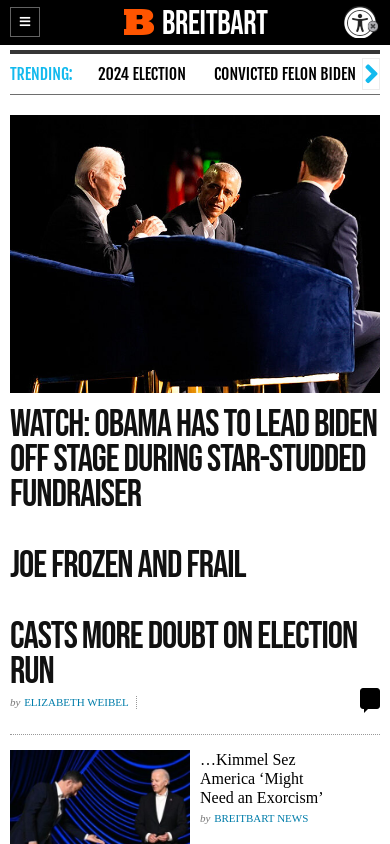 BREITBART
TRENDING: 2024 ELECTION CONVICTED FELON BIDEN
WATCH: OBAMA HAS TO LEAD BIDEN
OFF STAGE DURING STAR-STUDDED
FUNDRAISER
JOE FROZEN AND FRAIL
CASTS MORE DOUBT ON ELECTION
RUN
by ELIZABETH WEIBEL
…Kimmel Sez
America ‘Might
Need an Exorcism’
by BREITBART NEWS